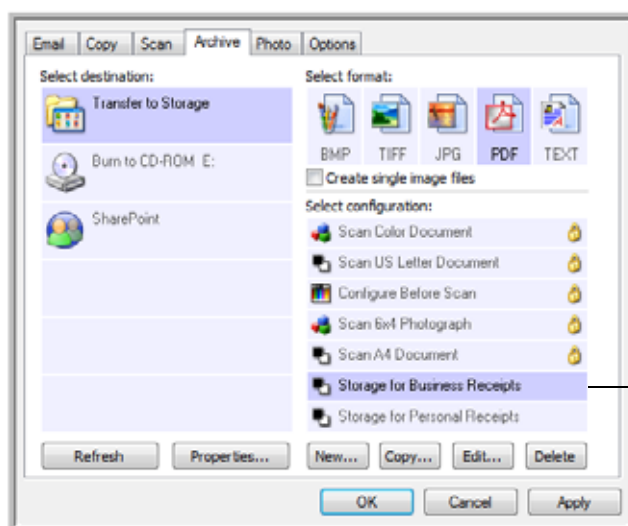 Email Copy Scan Archive Photo Options
Select destination:
Transfer to Storage
Burn to CD-ROM E:
SharePoint
Select format:
BMP TIFF JPG PDF TEXT
Create single image files
Select configuration:
Scan Color Document
Scan US Letter Document
Configure Before Scan
Scan 6x4 Photograph
Scan A4 Document
Storage for Business Receipts
Storage for Personal Receipts
Refresh Properties... New... Copy... Edit... Delete
OK Cancel Apply